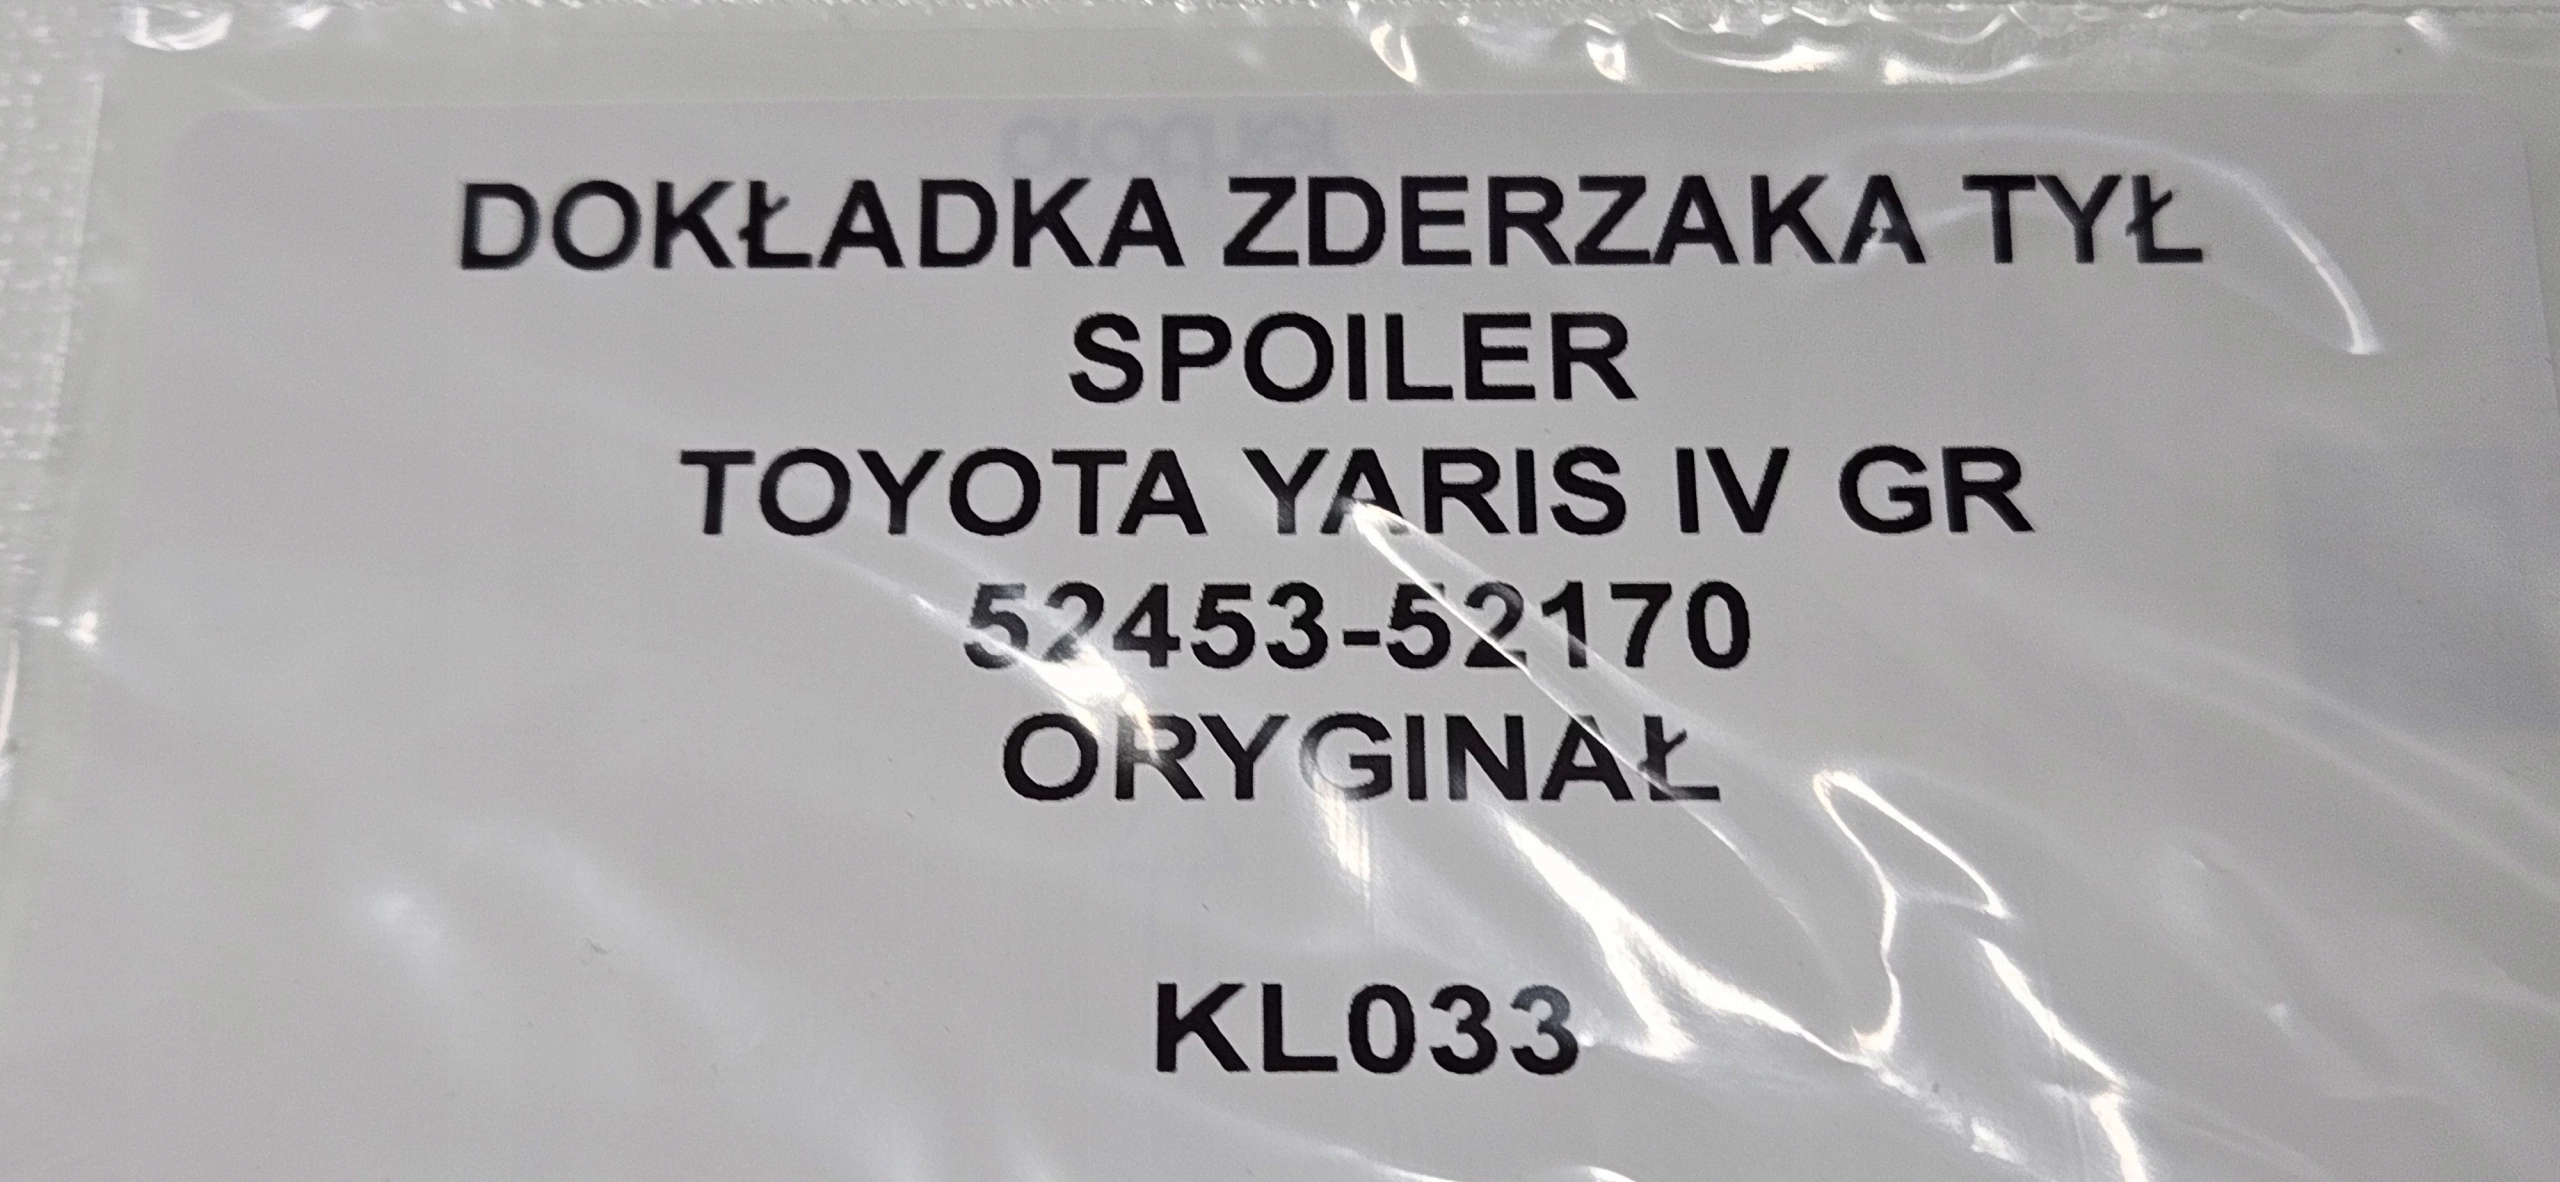 DOKŁADKA ZDERZAKA TYŁ
SPOILER
TOYOTA YARIS IV GR
52453-52170
ORYGINAŁ
KL033